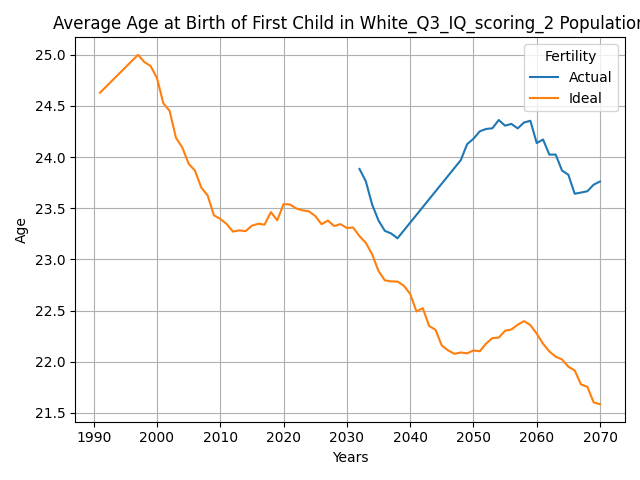 Average Age at Birth of First Child in White_Q3_IQ_scoring_2 Population
Fertility
Actual
Ideal
25.0
24.5
24.0
23.5
23.0
22.5
22.0
21.5
Age
1990 2000 2010 2020 2030 2040 2050 2060 2070
Years